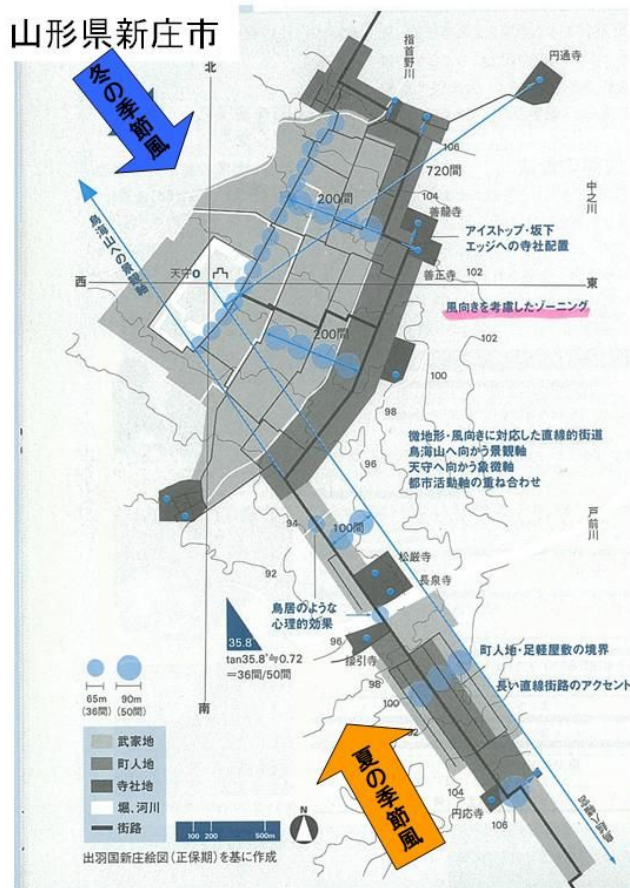 山形県新庄市
冬の季節風
北
指首野川
円通寺
106
720間
104
200間
善龍寺
中之川
アイストップ・坂下
エッジへの寺社配置
鳥海山への景観軸
天守
善正寺
西
102
東
風向きを考慮したゾーニング
200間
102
100
98
微地形・風向きに対応した直線的街道
鳥海山へ向かう景観軸
天守へ向かう象徴軸
都市活動軸の重ね合わせ
96
戸前川
94
100間
92
松巌寺
長泉寺
鳥居のような
心理的効果
35.8°
96
接引寺
tan35.8°≒0.72
=36間/50間
町人地・足軽屋敷の境界
98
長い直線街路のアクセント
100
65m
(36間)
90m
(50間)
南
92
夏の季節風
武家地
町人地
寺社地
堀、河川
街路
104
円応寺
106
N
100
200
500m
出羽国新庄絵図(正保期)を基に作成